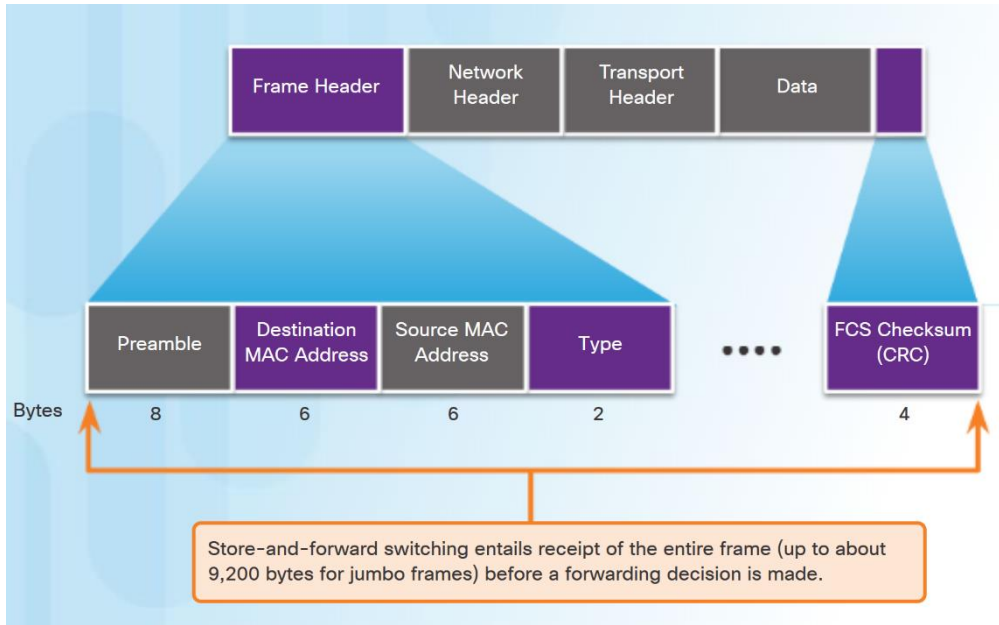 Frame Header
Network
Header
Transport
Header
Data
Preamble
Destination
MAC Address
Source MAC
Address
Type
FCS Checksum
(CRC)
Bytes
8
6
6
2
4
Store-and-forward switching entails receipt of the entire frame (up to about
9,200 bytes for jumbo frames) before a forwarding decision is made.